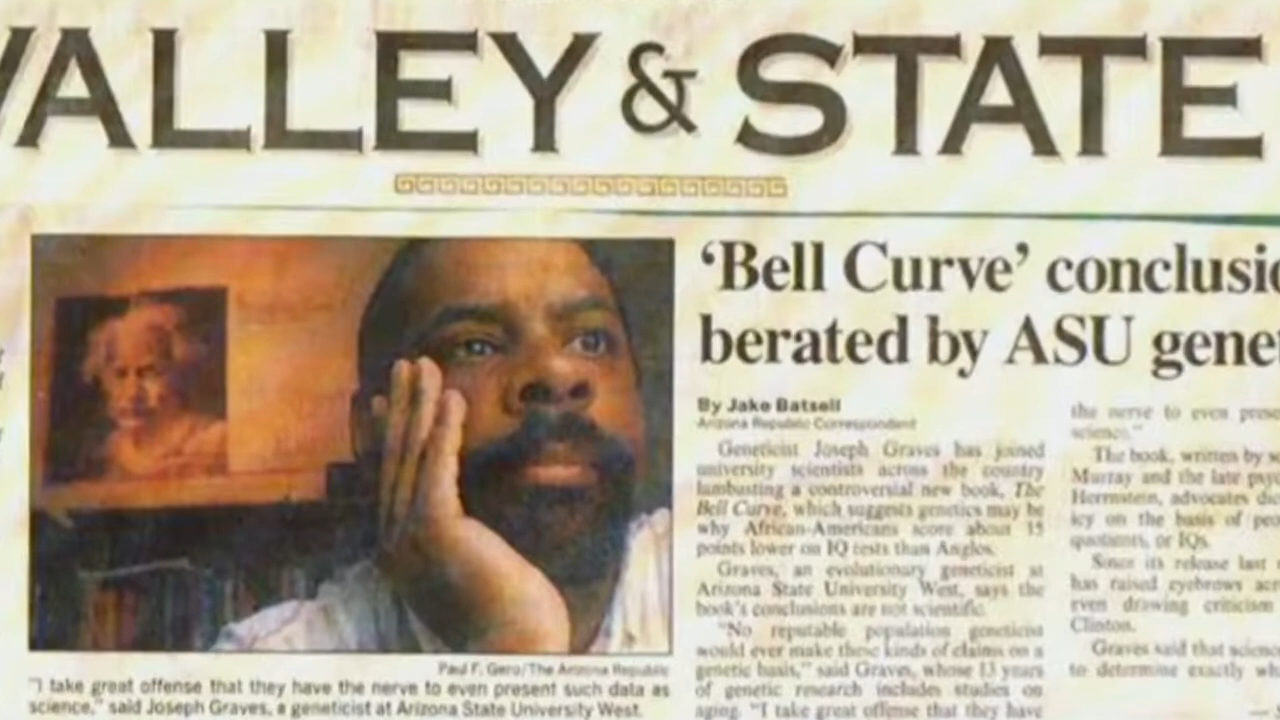 VALLEY & STATE
'Bell Curve' conclusio
berated by ASU gene
By Jake Batsell
Arizona Republic Correspondent
Geneticist Joseph Graves has joined
university scientists across the country
lambasting a controversial new book, The
Bell Curve, which suggests genetics may be
why African-Americans score about 15
points lower on IQ tests than Anglos.
Graves, an evolutionary geneticist at
Arizona State University West, says the
book's conclusions are not scientific.
"No reputable population geneticist
would ever make these kinds of claims on a
genetic basis," said Graves, whose 13 years
of genetic research includes studies on
aging. "I take great offense that they have
the nerve to even prese
science."
The book, written by
Murray and the late psyc
Herrnstein, advocates
icy on the basis of peo
quotients, or IQs.
Since its release last
has raised eyebrows acr
even drawing criticism
Clinton.
Graves said that scienc
to determine exactly wh
Paul F. Gero/The Arizona Republic
"I take great offense that they have the nerve to even present such data as
science," said Joseph Graves, a geneticist at Arizona State University West.